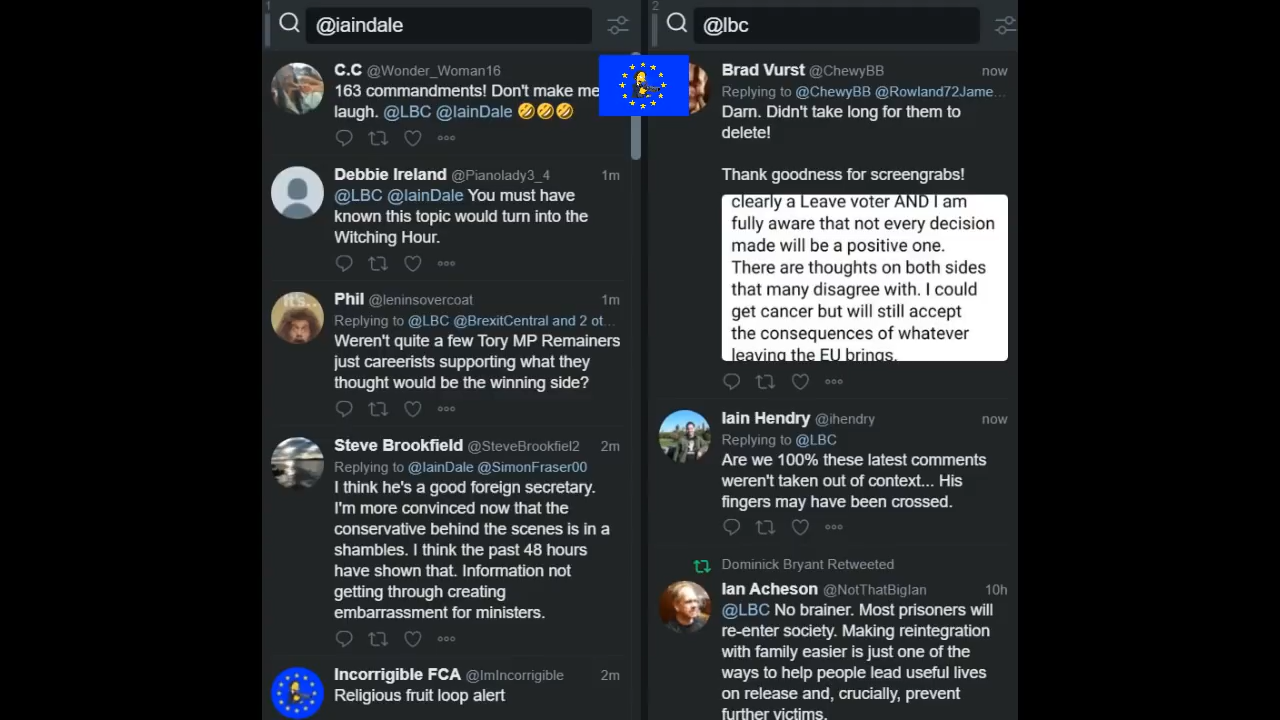 1
@iaindale
C.C @Wonder_Woman16
163 commandments! Don't make me
laugh. @LBC @IainDale 🤣🤣🤣
Debbie Ireland @Pianolady3_4 1m
@LBC @IainDale You must have
known this topic would turn into the
Witching Hour.
It's..
Phil @leninsovercoat 1m
Replying to @LBC @BrexitCentral and 2 ot...
Weren't quite a few Tory MP Remainers
just careerists supporting what they
thought would be the winning side?
Steve Brookfield @SteveBrookfiel2 2m
Replying to @IainDale @SimonFraser00
I think he's a good foreign secretary.
I'm more convinced now that the
conservative behind the scenes is in a
shambles. I think the past 48 hours
have shown that. Information not
getting through creating
embarrassment for ministers.
Incorrigible FCA @ImIncorrigible 2m
Religious fruit loop alert
2
@lbc
Brad Vurst @ChewyBB now
Replying to @ChewyBB @Rowland72Jame...
Darn. Didn't take long for them to
delete!
Thank goodness for screengrabs!
clearly a Leave voter AND I am
fully aware that not every decision
made will be a positive one.
There are thoughts on both sides
that many disagree with. I could
get cancer but will still accept
the consequences of whatever
leaving the EU brings.
Iain Hendry @ihendry now
Replying to @LBC
Are we 100% these latest comments
weren't taken out of context... His
fingers may have been crossed.
Dominick Bryant Retweeted
Ian Acheson @NotThatBigIan 10h
@LBC No brainer. Most prisoners will
re-enter society. Making reintegration
with family easier is just one of the
ways to help people lead useful lives
on release and, crucially, prevent
further victims.